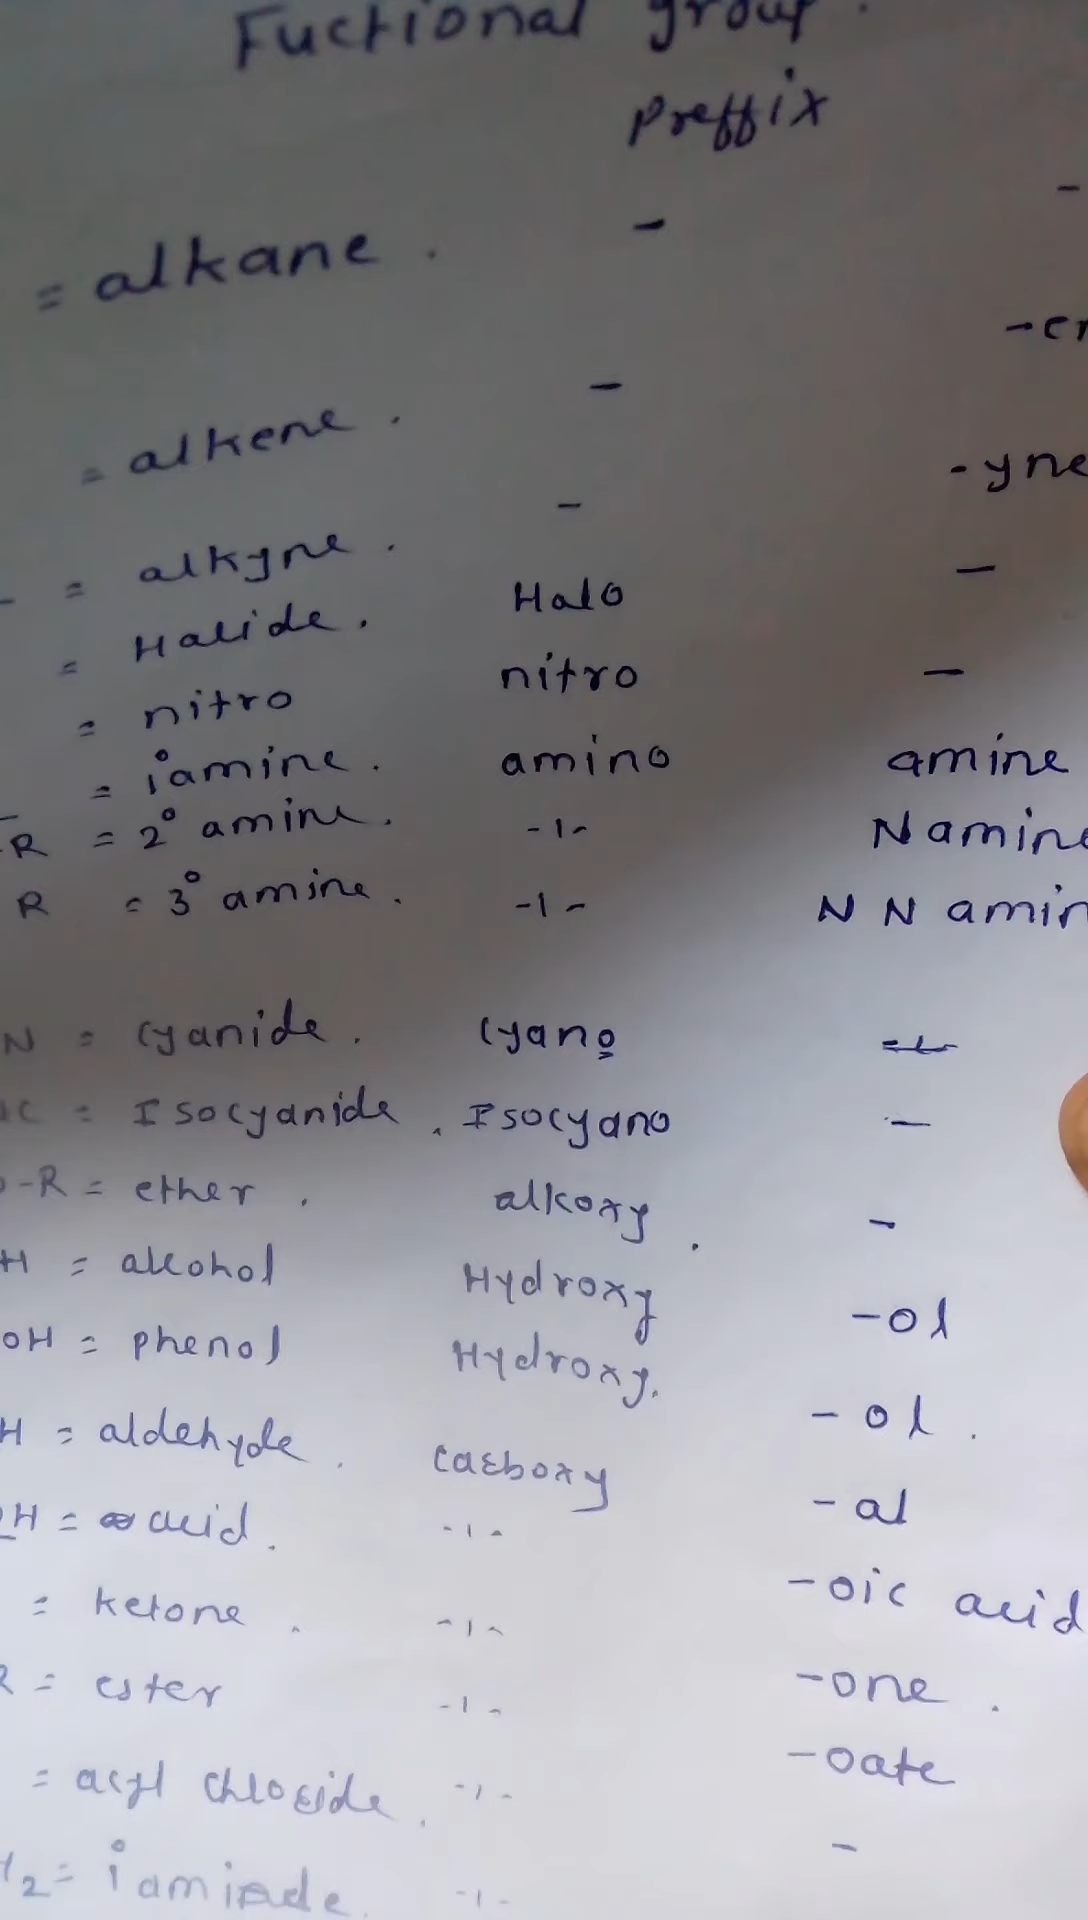 Fuctional group.
Preffix
= alkane. - -
= alkene. -
= alkyne. - -yne
= Halide. Halo -
= nitro nitro -
= 1° amine. amino amine
R = 2° amine. -1- N amine
R = 3° amine. -1- N N
N = cyanide. cyano
= Isocyanide. Isocyano -
-R = ether. alkoxy. -
H = alcohol Hydroxy -ol
OH = phenol Hydroxy. -ol.
H = aldehyde. carboxy -al
H = acid. -1- -oic acid
= ketone. -1- -one.
R = ester -1- -oate
= acyl chloride. -1- -
2 = 1° -1-